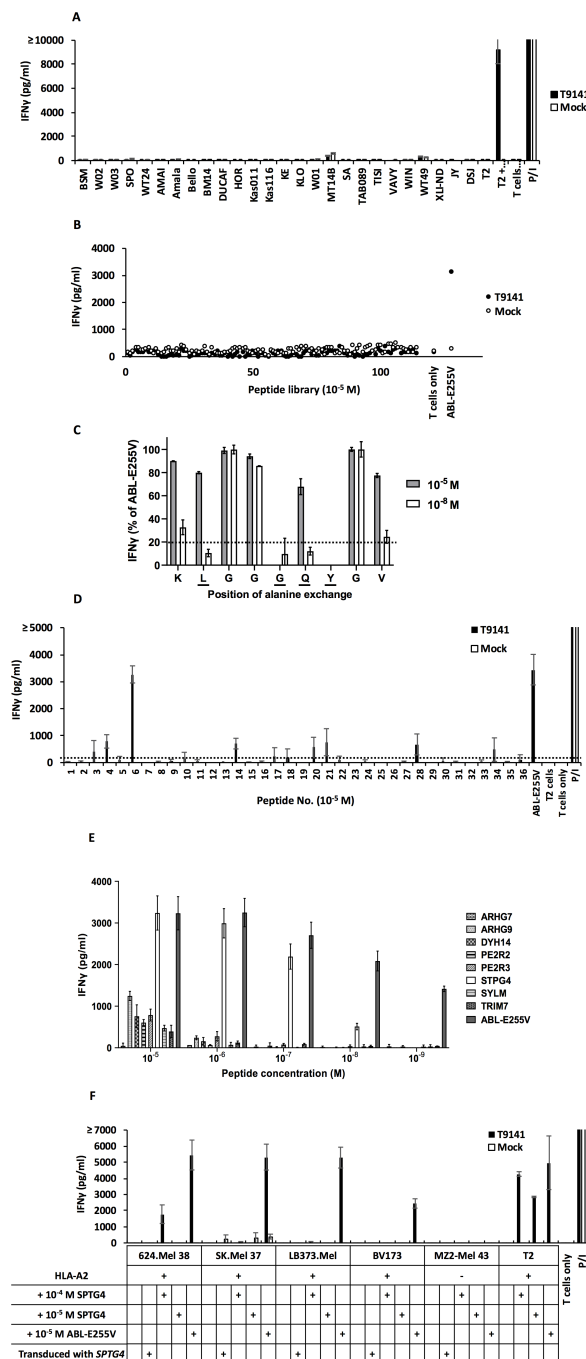 A
IFNγ (pg/ml)
≥ 10000
8000
6000
4000
2000
0
T9141
Mock
BSM
W02
W03
SPO
WT24
AMAI
Amala
Bello
BM14
DUCAF
HOR
Kas011
Kas116
KE
KLO
W01
MT14B
SA
TAB089
TISI
VAVY
WIN
WT49
XLI-ND
JY
DSJ
T2
T2 +..
T cells...
P/I
B
IFNγ (pg/ml)
4000
3000
2000
1000
0
T9141
Mock
0
50
100
Peptide library (10-5 M)
T cells only
ABL-E255V
C
IFNγ (% of ABL-E255V)
100
80
60
40
20
0
10-5 M
10-8 M
K L G G G Q Y G V
Position of alanine exchange
D
IFNγ (pg/ml)
≥ 5000
4000
3000
2000
1000
0
T9141
Mock
1 2 3 4 5 6 7 8 9 10 11 12 13 14 15 16 17 18 19 20 21 22 23 24 25 26 27 28 29 30 31 32 33 34 35 36
ABL-E255V
T2 cells
T cells only
P/I
Peptide No. (10-5 M)
E
IFNγ (pg/ml)
4000
3000
2000
1000
0
ARHG7
ARHG9
DYH14
PE2R2
PE2R3
STPG4
SYLM
TRIM7
ABL-E255V
10-5 10-6 10-7 10-8 10-9
Peptide concentration (M)
F
IFNγ (pg/ml)
≥ 7000
6000
5000
4000
3000
2000
1000
0
T9141
Mock
624.Mel 38 SK.Mel 37 LB373.Mel BV173 MZ2-Mel 43 T2
T cells only
P/I
HLA-A2 + + + + - +
+ 10-4 M SPTG4 + + + + + +
+ 10-5 M SPTG4 + + + + + +
+ 10-5 M ABL-E255V + + + + + +
Transduced with SPTG4 + + + + +